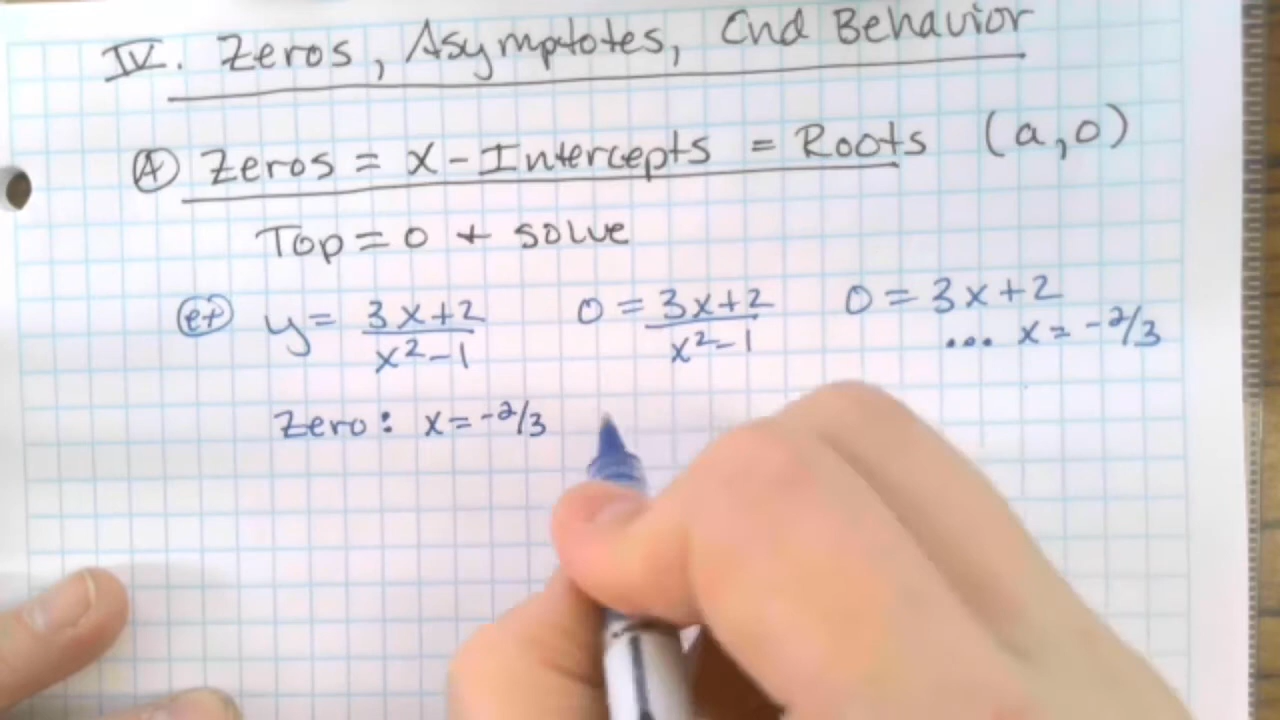 IV. Zeros, Asymptotes, End Behavior
(A) Zeros = x-Intercepts = Roots (a,0)
Top = 0 + solve
(ex) y = (3x+2)/(x²-1) 0 = (3x+2)/(x²-1) 0 = 3x+2
... x = -2/3
Zero: x = -2/3